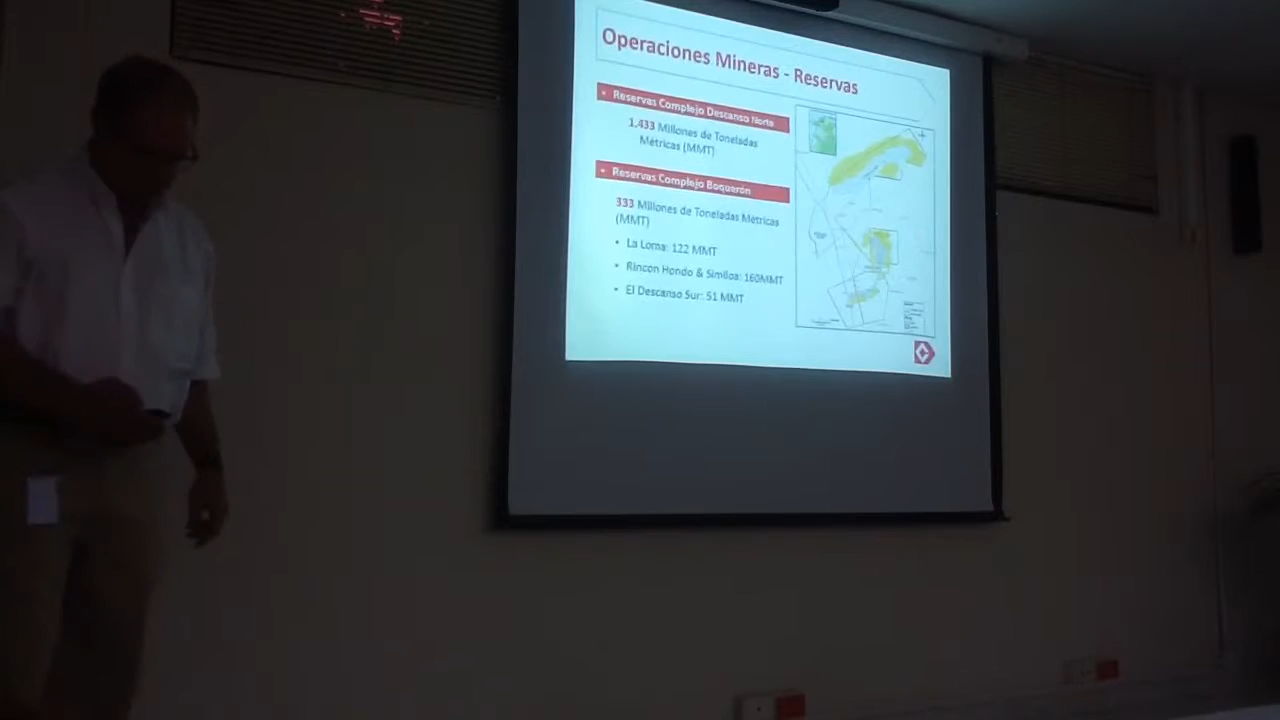 Operaciones Mineras - Reservas
• Reservas Complejo Descanso Norte
1,433 Millones de Toneladas
Métricas (MMT)
• Reservas Complejo Boquerón
333 Millones de Toneladas Métricas
(MMT)
• La Loma: 122 MMT
• Rincon Hondo & Similoa: 160MMT
• El Descanso Sur: 51 MMT